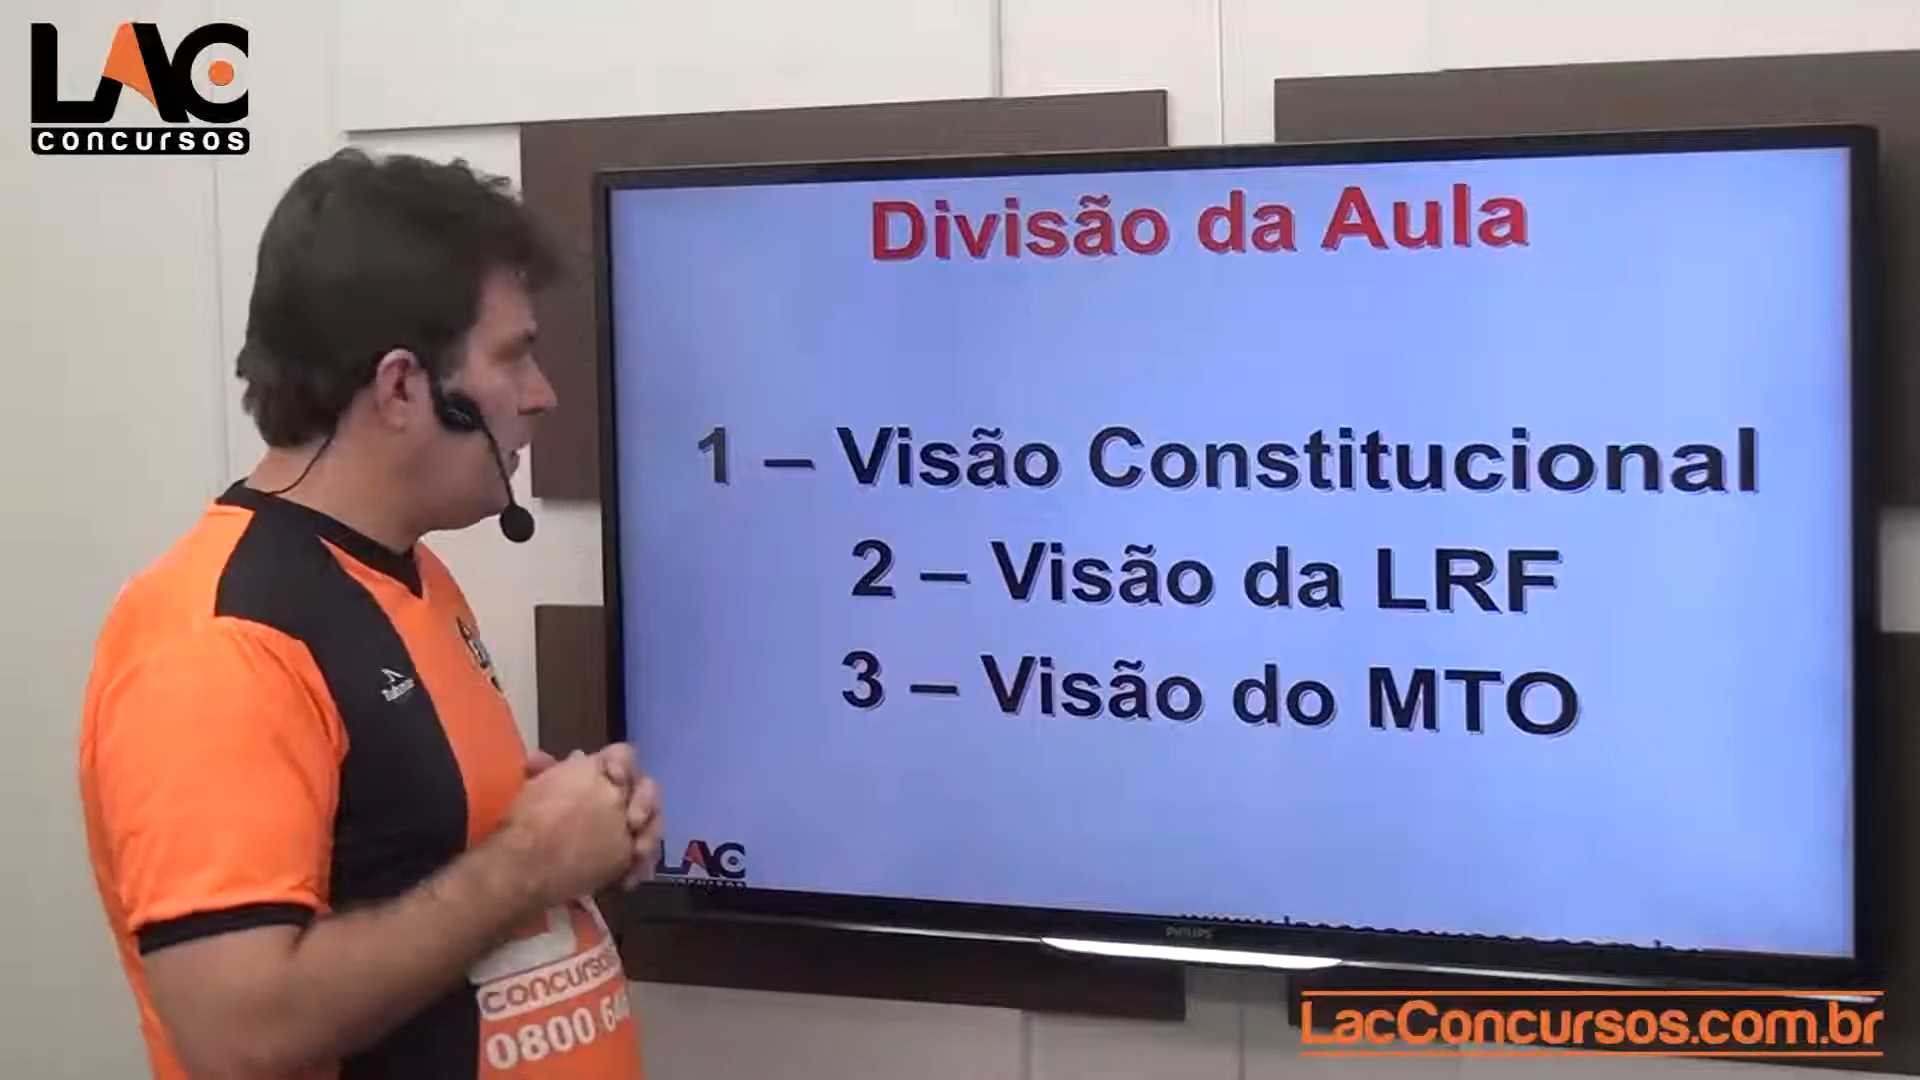 LAC
concursos
Divisão da Aula
1 – Visão Constitucional
2 – Visão da LRF
3 – Visão do MTO
LAC
PHILIPS
concursos
0800
LacConcursos.com.br